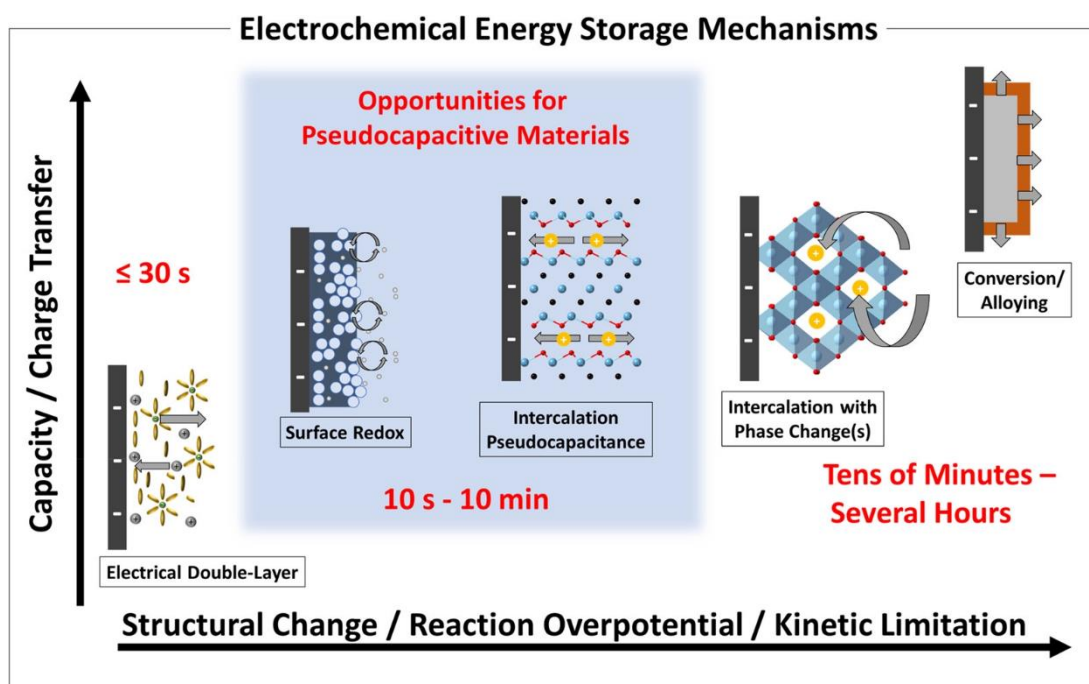 Electrochemical Energy Storage Mechanisms
Capacity / Charge Transfer
Opportunities for
Pseudocapacitive Materials
≤ 30 s
Electrical Double-Layer
Surface Redox
Intercalation
Pseudocapacitance
10 s - 10 min
Intercalation with
Phase Change(s)
Conversion/
Alloying
Tens of Minutes –
Several Hours
Structural Change / Reaction Overpotential / Kinetic Limitation